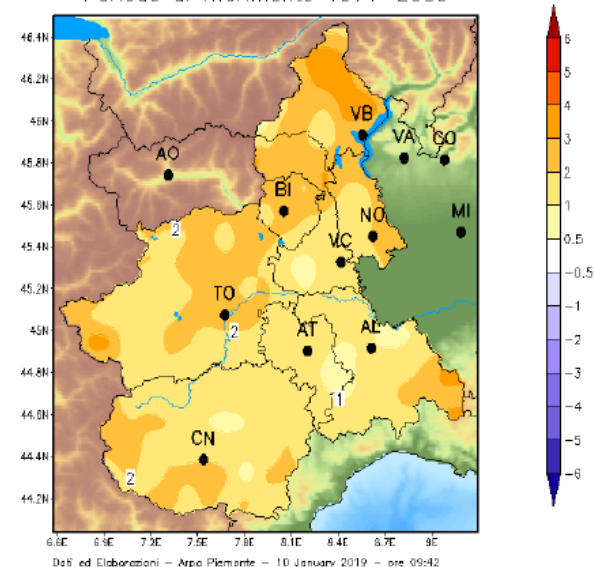 46.4N
6
46.2N
5
VB
4
46N
VA
CO
3
AO
45.8N
2
BI
45.6N
MI
1
2
NO
45.4N
VC
0.5
-0.5
45.2N
TO
-1
2
AT
AL
45N
-2
44.8N
1
-3
44.6N
-4
CN
44.4N
-5
2
44.2N
-6
6.6E 6.9E 7.2E 7.5E 7.8E 8.1E 8.4E 8.7E 9E
Dati ed Elaborazioni – Arpa Piemonte – 10 January 2019 – ore 09:42